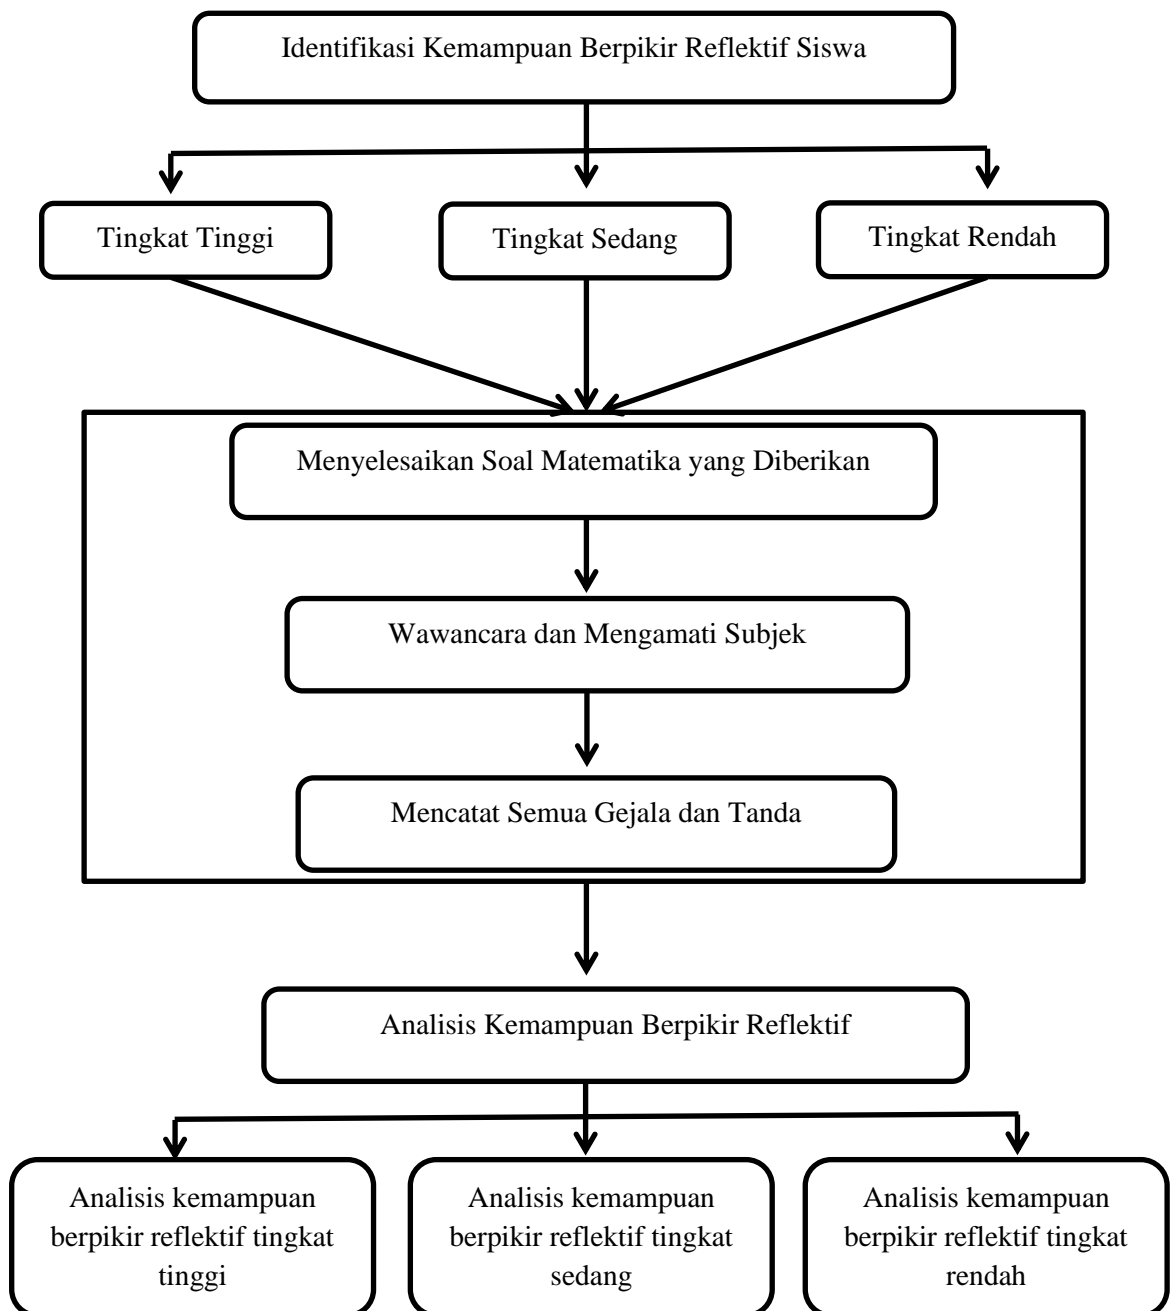 Identifikasi Kemampuan Berpikir Reflektif Siswa
Tingkat Tinggi
Tingkat Sedang
Tingkat Rendah
Menyelesaikan Soal Matematika yang Diberikan
Wawancara dan Mengamati Subjek
Mencatat Semua Gejala dan Tanda
Analisis Kemampuan Berpikir Reflektif
Analisis kemampuan
berpikir reflektif tingkat
tinggi
Analisis kemampuan
berpikir reflektif tingkat
sedang
Analisis kemampuan
berpikir reflektif tingkat
rendah